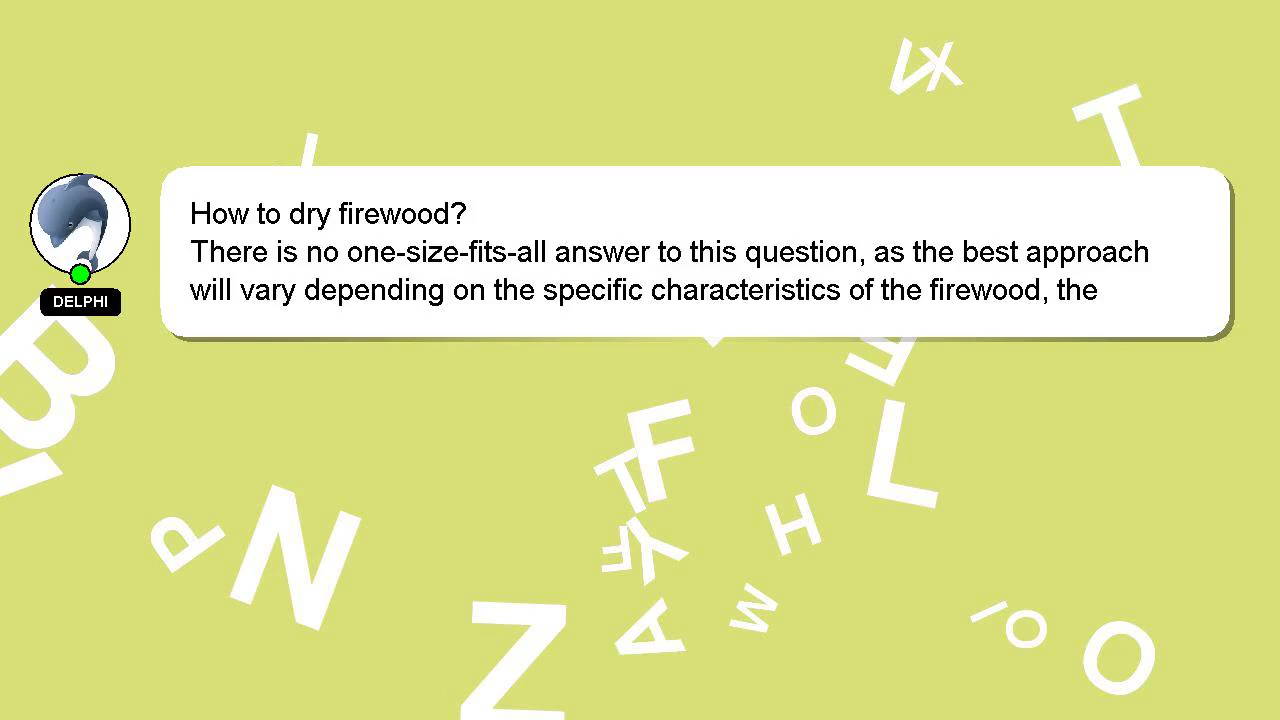 V X
T
How to dry firewood?
There is no one-size-fits-all answer to this question, as the best approach
will vary depending on the specific characteristics of the firewood, the
DELPHI
B
F
O
L
T
P
N
H
F
Y
Z
A
W
I
O
O